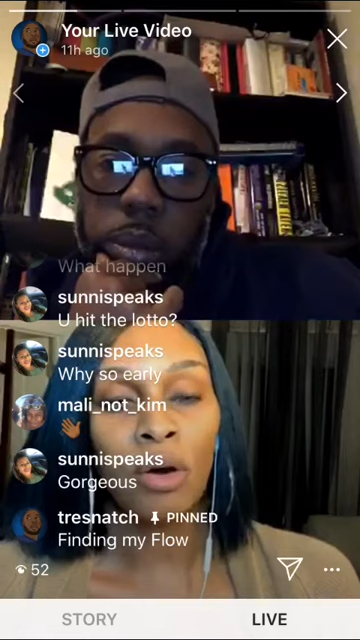 Your Live Video
11h ago
What happen
sunnispeaks
U hit the lotto?
sunnispeaks
Why so early
mali_not_kim
👋🏾
sunnispeaks
Gorgeous
tresnatch PINNED
Finding my Flow
52
STORY LIVE